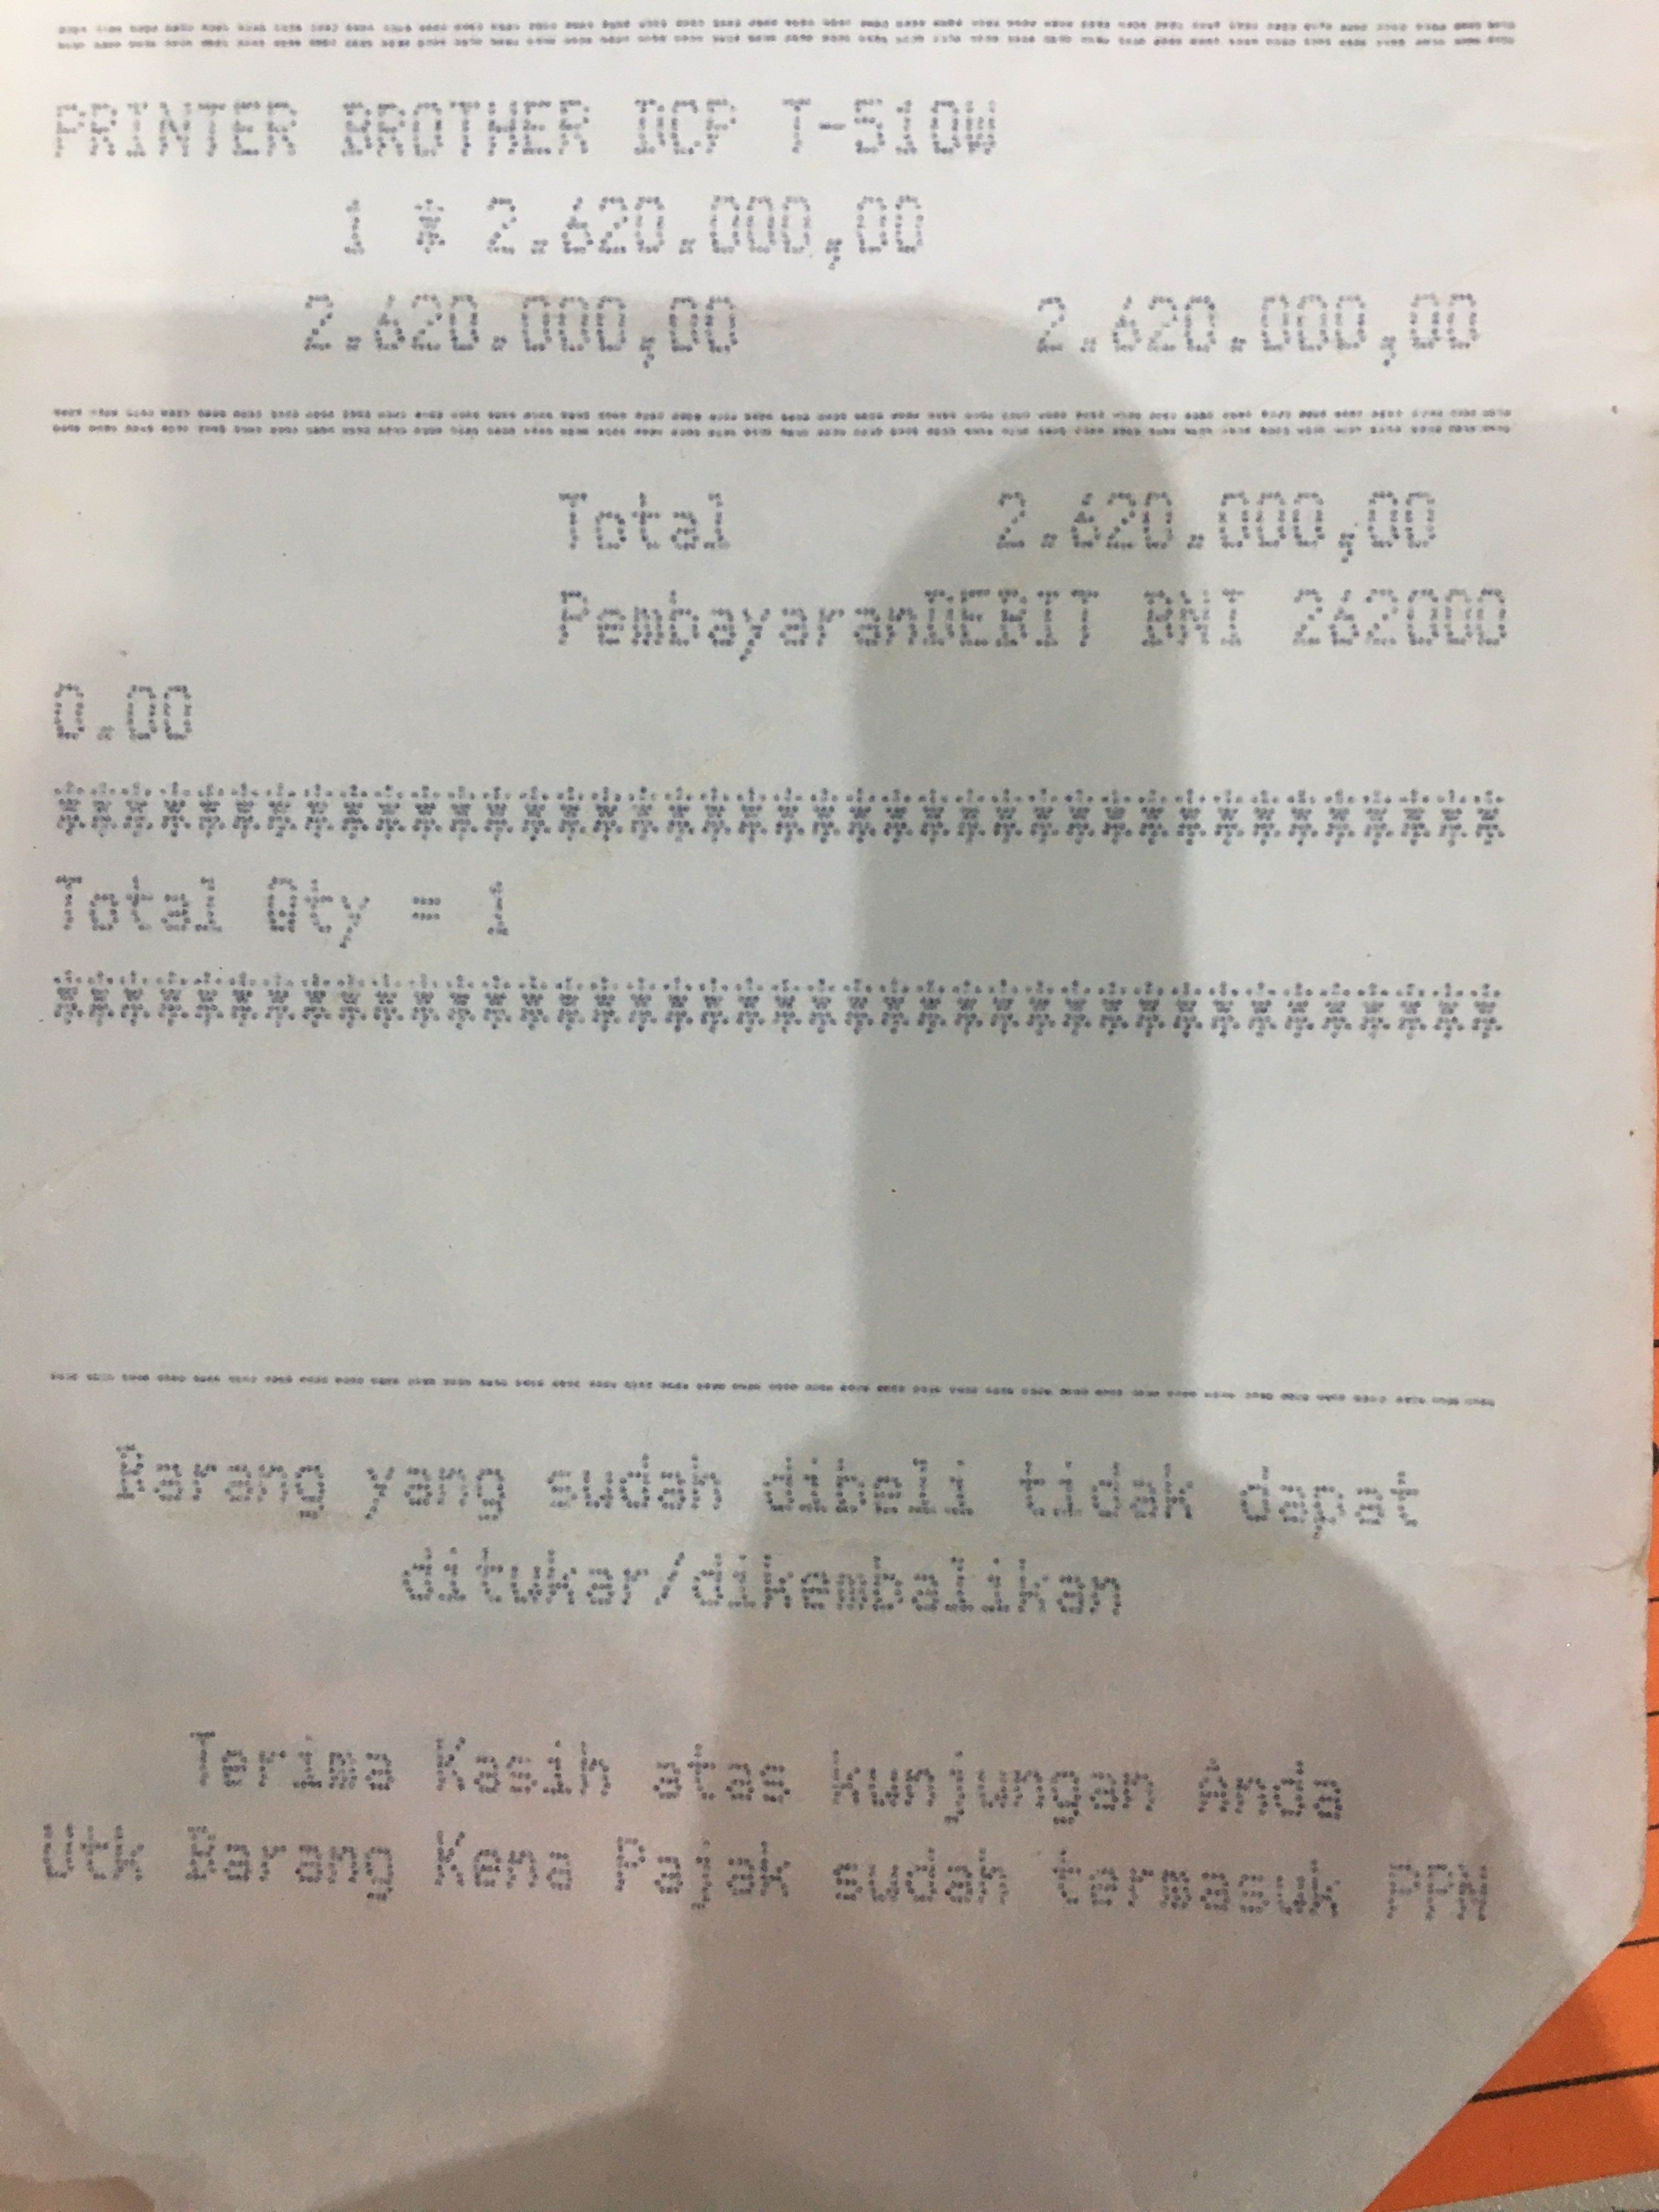 ========================================
PRINTER BROTHER DCP T-510W
1 * 2.620.000,00
2.620.000,00 2.620.000,00
========================================
Total 2.620.000,00
PembayaranDEBIT BNI 262000
0.00
*****************************************
Total Qty = 1
*****************************************
----------------------------------------
Barang yang sudah dibeli tidak dapat
ditukar/dikembalikan
Terima Kasih atas kunjungan Anda
Utk Barang Kena Pajak sudah termasuk PPN